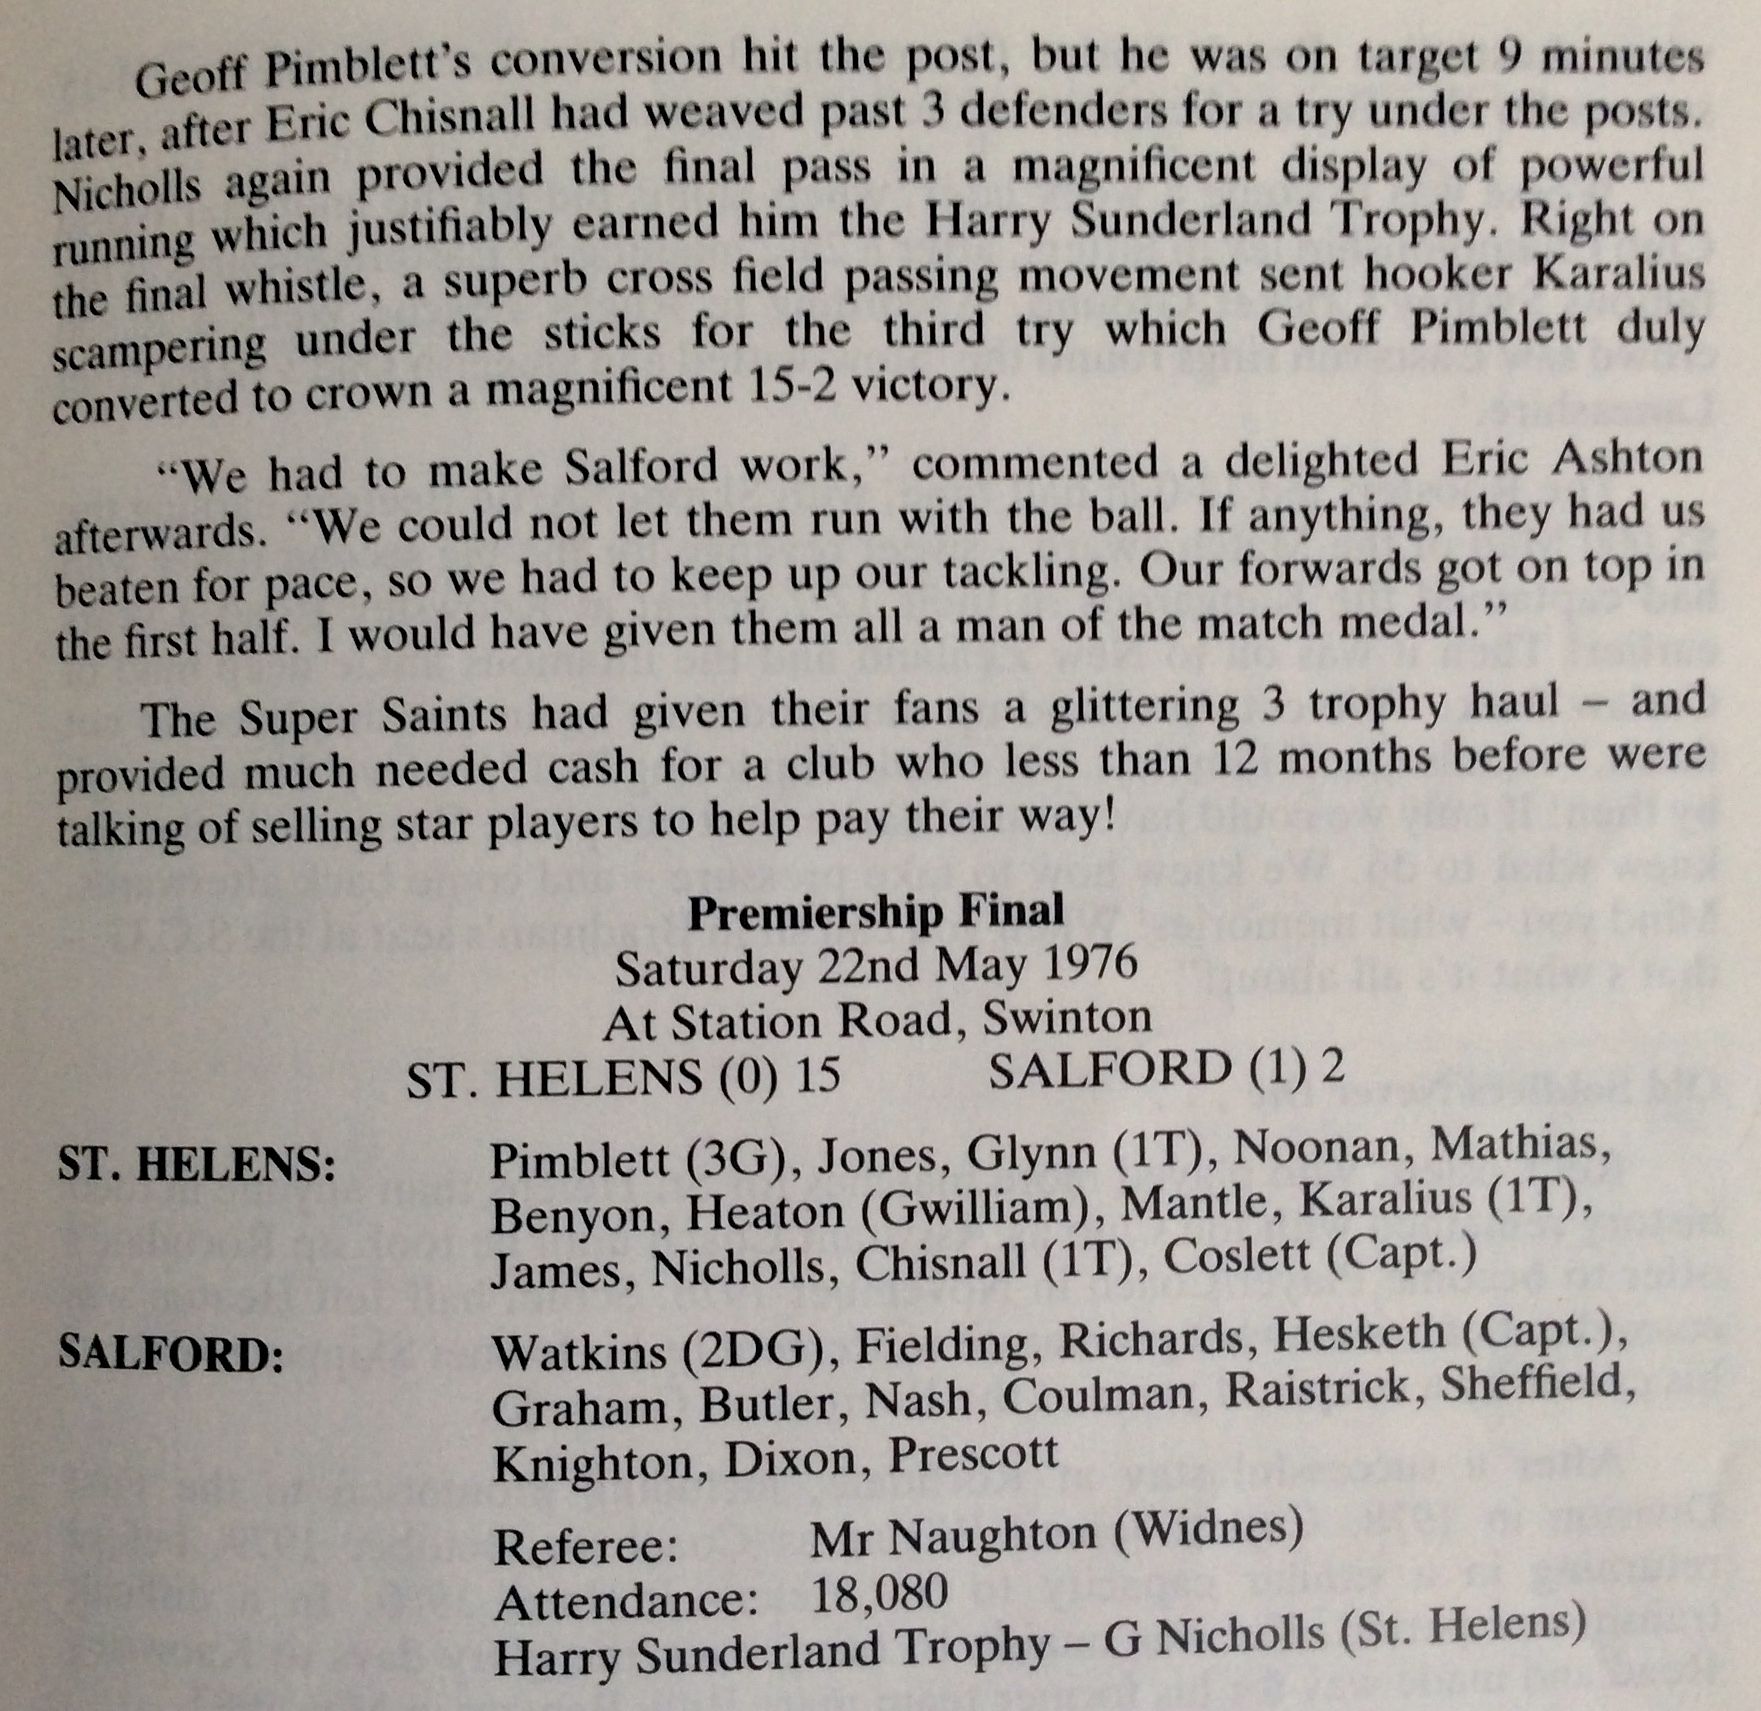 Geoff Pimblett's conversion hit the post, but he was on target 9 minutes
later, after Eric Chisnall had weaved past 3 defenders for a try under the posts.
Nicholls again provided the final pass in a magnificent display of powerful
running which justifiably earned him the Harry Sunderland Trophy. Right on
the final whistle, a superb cross field passing movement sent hooker Karalius
scampering under the sticks for the third try which Geoff Pimblett duly
converted to crown a magnificent 15-2 victory.
“We had to make Salford work,” commented a delighted Eric Ashton
afterwards. “We could not let them run with the ball. If anything, they had us
beaten for pace, so we had to keep up our tackling. Our forwards got on top in
the first half. I would have given them all a man of the match medal.”
The Super Saints had given their fans a glittering 3 trophy haul – and
provided much needed cash for a club who less than 12 months before were
talking of selling star players to help pay their way!
Premiership Final
Saturday 22nd May 1976
At Station Road, Swinton
ST. HELENS (0) 15 SALFORD (1) 2
ST. HELENS: Pimblett (3G), Jones, Glynn (1T), Noonan, Mathias,
Benyon, Heaton (Gwilliam), Mantle, Karalius (1T),
James, Nicholls, Chisnall (1T), Coslett (Capt.)
SALFORD: Watkins (2DG), Fielding, Richards, Hesketh (Capt.),
Graham, Butler, Nash, Coulman, Raistrick, Sheffield,
Knighton, Dixon, Prescott
Referee: Mr Naughton (Widnes)
Attendance: 18,080
Harry Sunderland Trophy – G Nicholls (St. Helens)